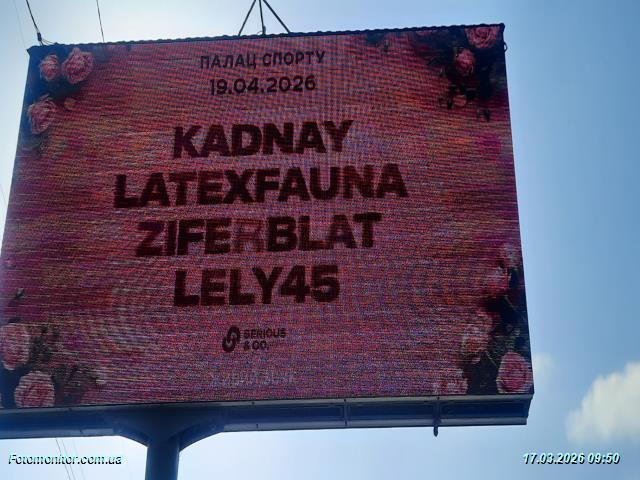 ПАЛАЦ СПОРТУ
19.04.2026
KADNAY
LATEXFAUNA
ZIFERBLAT
LELY45
SERIOUS
& CO.
Fotomonitor.com.ua
17.03.2026 09:50